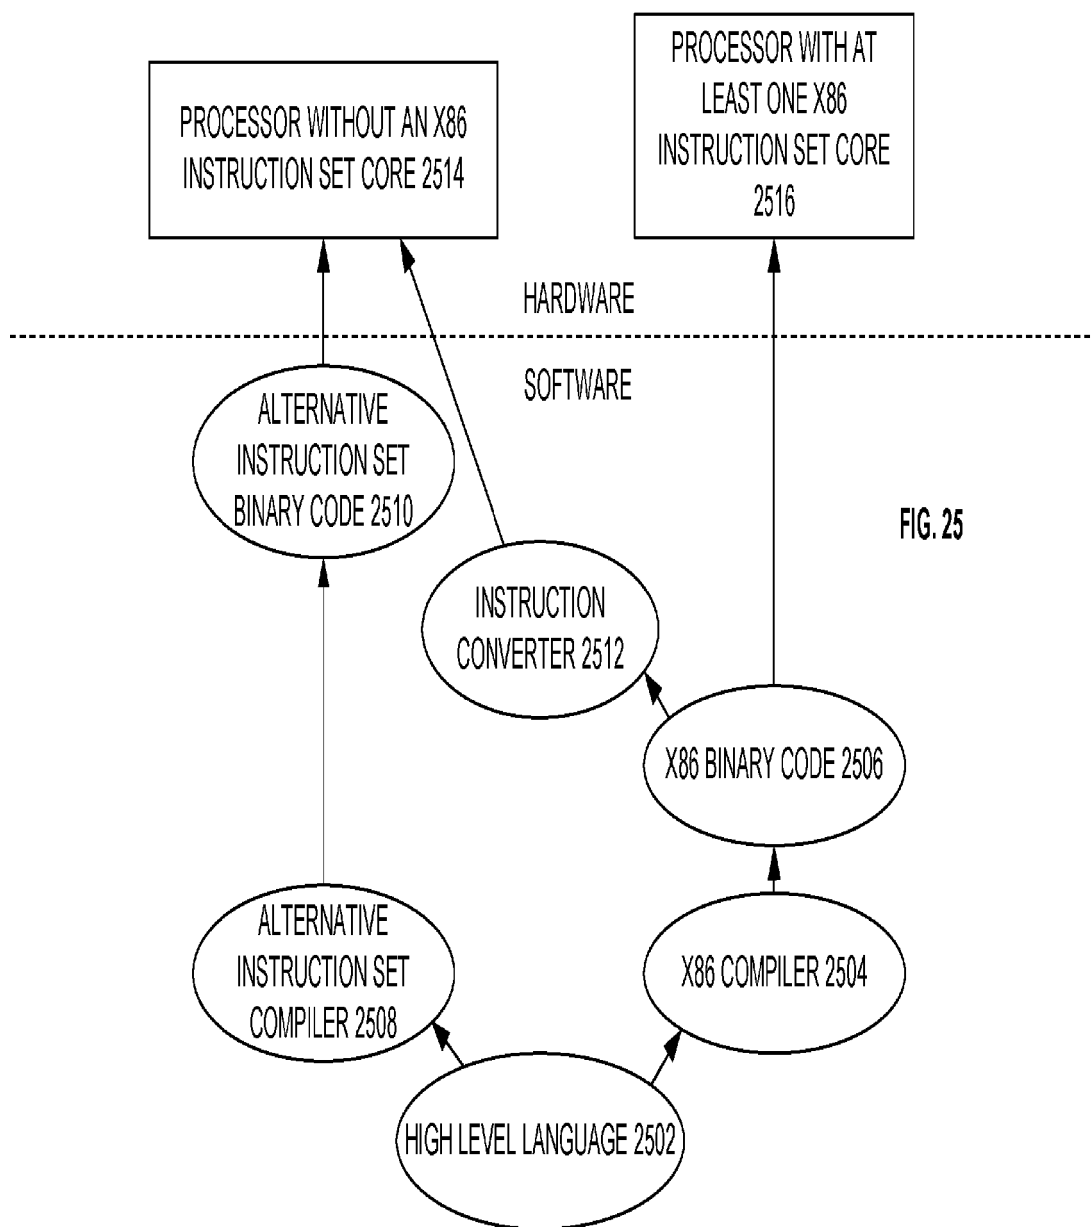 PROCESSOR WITHOUT AN X86
INSTRUCTION SET CORE 2514
PROCESSOR WITH AT
LEAST ONE X86
INSTRUCTION SET CORE
2516
HARDWARE
SOFTWARE
ALTERNATIVE
INSTRUCTION SET
BINARY CODE 2510
FIG. 25
INSTRUCTION
CONVERTER 2512
X86 BINARY CODE 2506
ALTERNATIVE
INSTRUCTION SET
COMPILER 2508
X86 COMPILER 2504
HIGH LEVEL LANGUAGE 2502